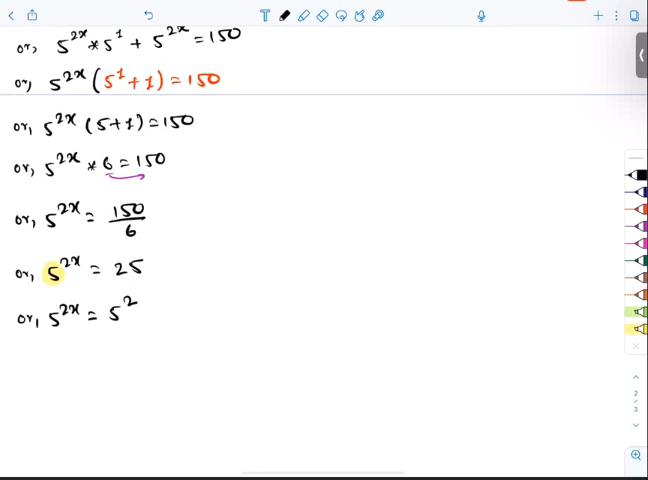 or, 5^{2x} * 5^1 + 5^{2x} = 150
or, 5^{2x} (5^1 + 1) = 150
or, 5^{2x} (5+1) = 150
or, 5^{2x} * 6 = 150
or, 5^{2x} = 150/6
or, 5^{2x} = 25
or, 5^{2x} = 5^2
2
/
3